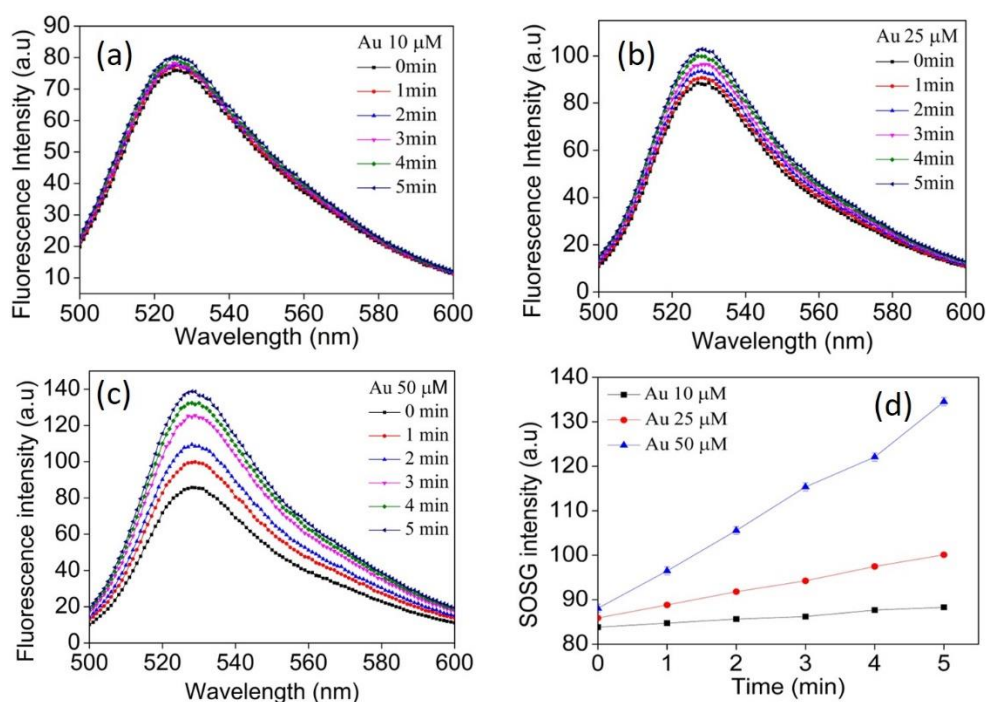 (a)
Au 10 μM
0min
1min
2min
3min
4min
5min
90
80
70
60
50
40
30
20
10
500 520 540 560 580 600
Wavelength (nm)
Fluorescence Intensity (a.u)
(b)
Au 25 μM
0min
1min
2min
3min
4min
5min
100
80
60
40
20
0
500 520 540 560 580 600
Wavelength (nm)
Fluorescence Intensity (a.u)
(c)
Au 50 μM
0 min
1 min
2 min
3 min
4 min
5 min
140
120
100
80
60
40
20
0
500 520 540 560 580 600
Wavelength (nm)
Fluorescence intensity (a.u)
(d)
Au 10 μM
Au 25 μM
Au 50 μM
140
130
120
110
100
90
80
0 1 2 3 4 5
Time (min)
SOSG intensity (a.u)